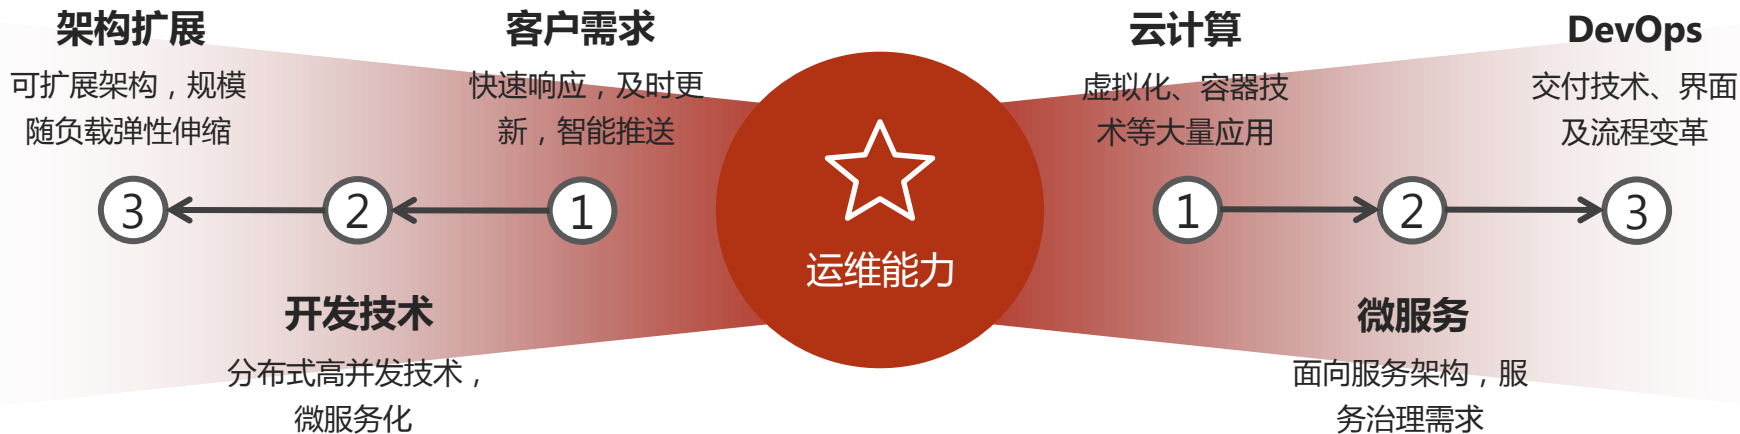 架构扩展
可扩展架构，规模
随负载弹性伸缩
客户需求
快速响应，及时更
新，智能推送
云计算
虚拟化、容器技
术等大量应用
DevOps
交付技术、界面
及流程变革
3
2
1
运维能力
1
2
3
开发技术
分布式高并发技术，
微服务化
微服务
面向服务架构，服
务治理需求